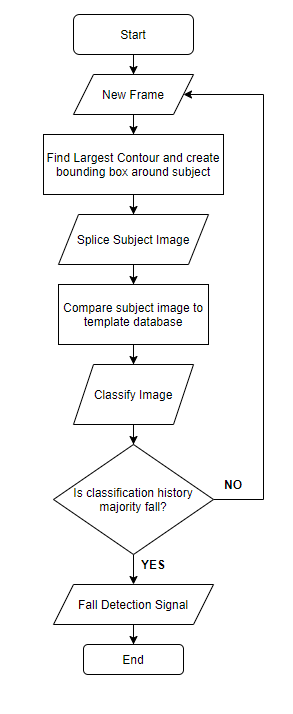 Start
New Frame
Find Largest Contour and create
bounding box around subject
Splice Subject Image
Compare subject image to
template database
Classify Image
Is classification history
majority fall?
NO
YES
Fall Detection Signal
End